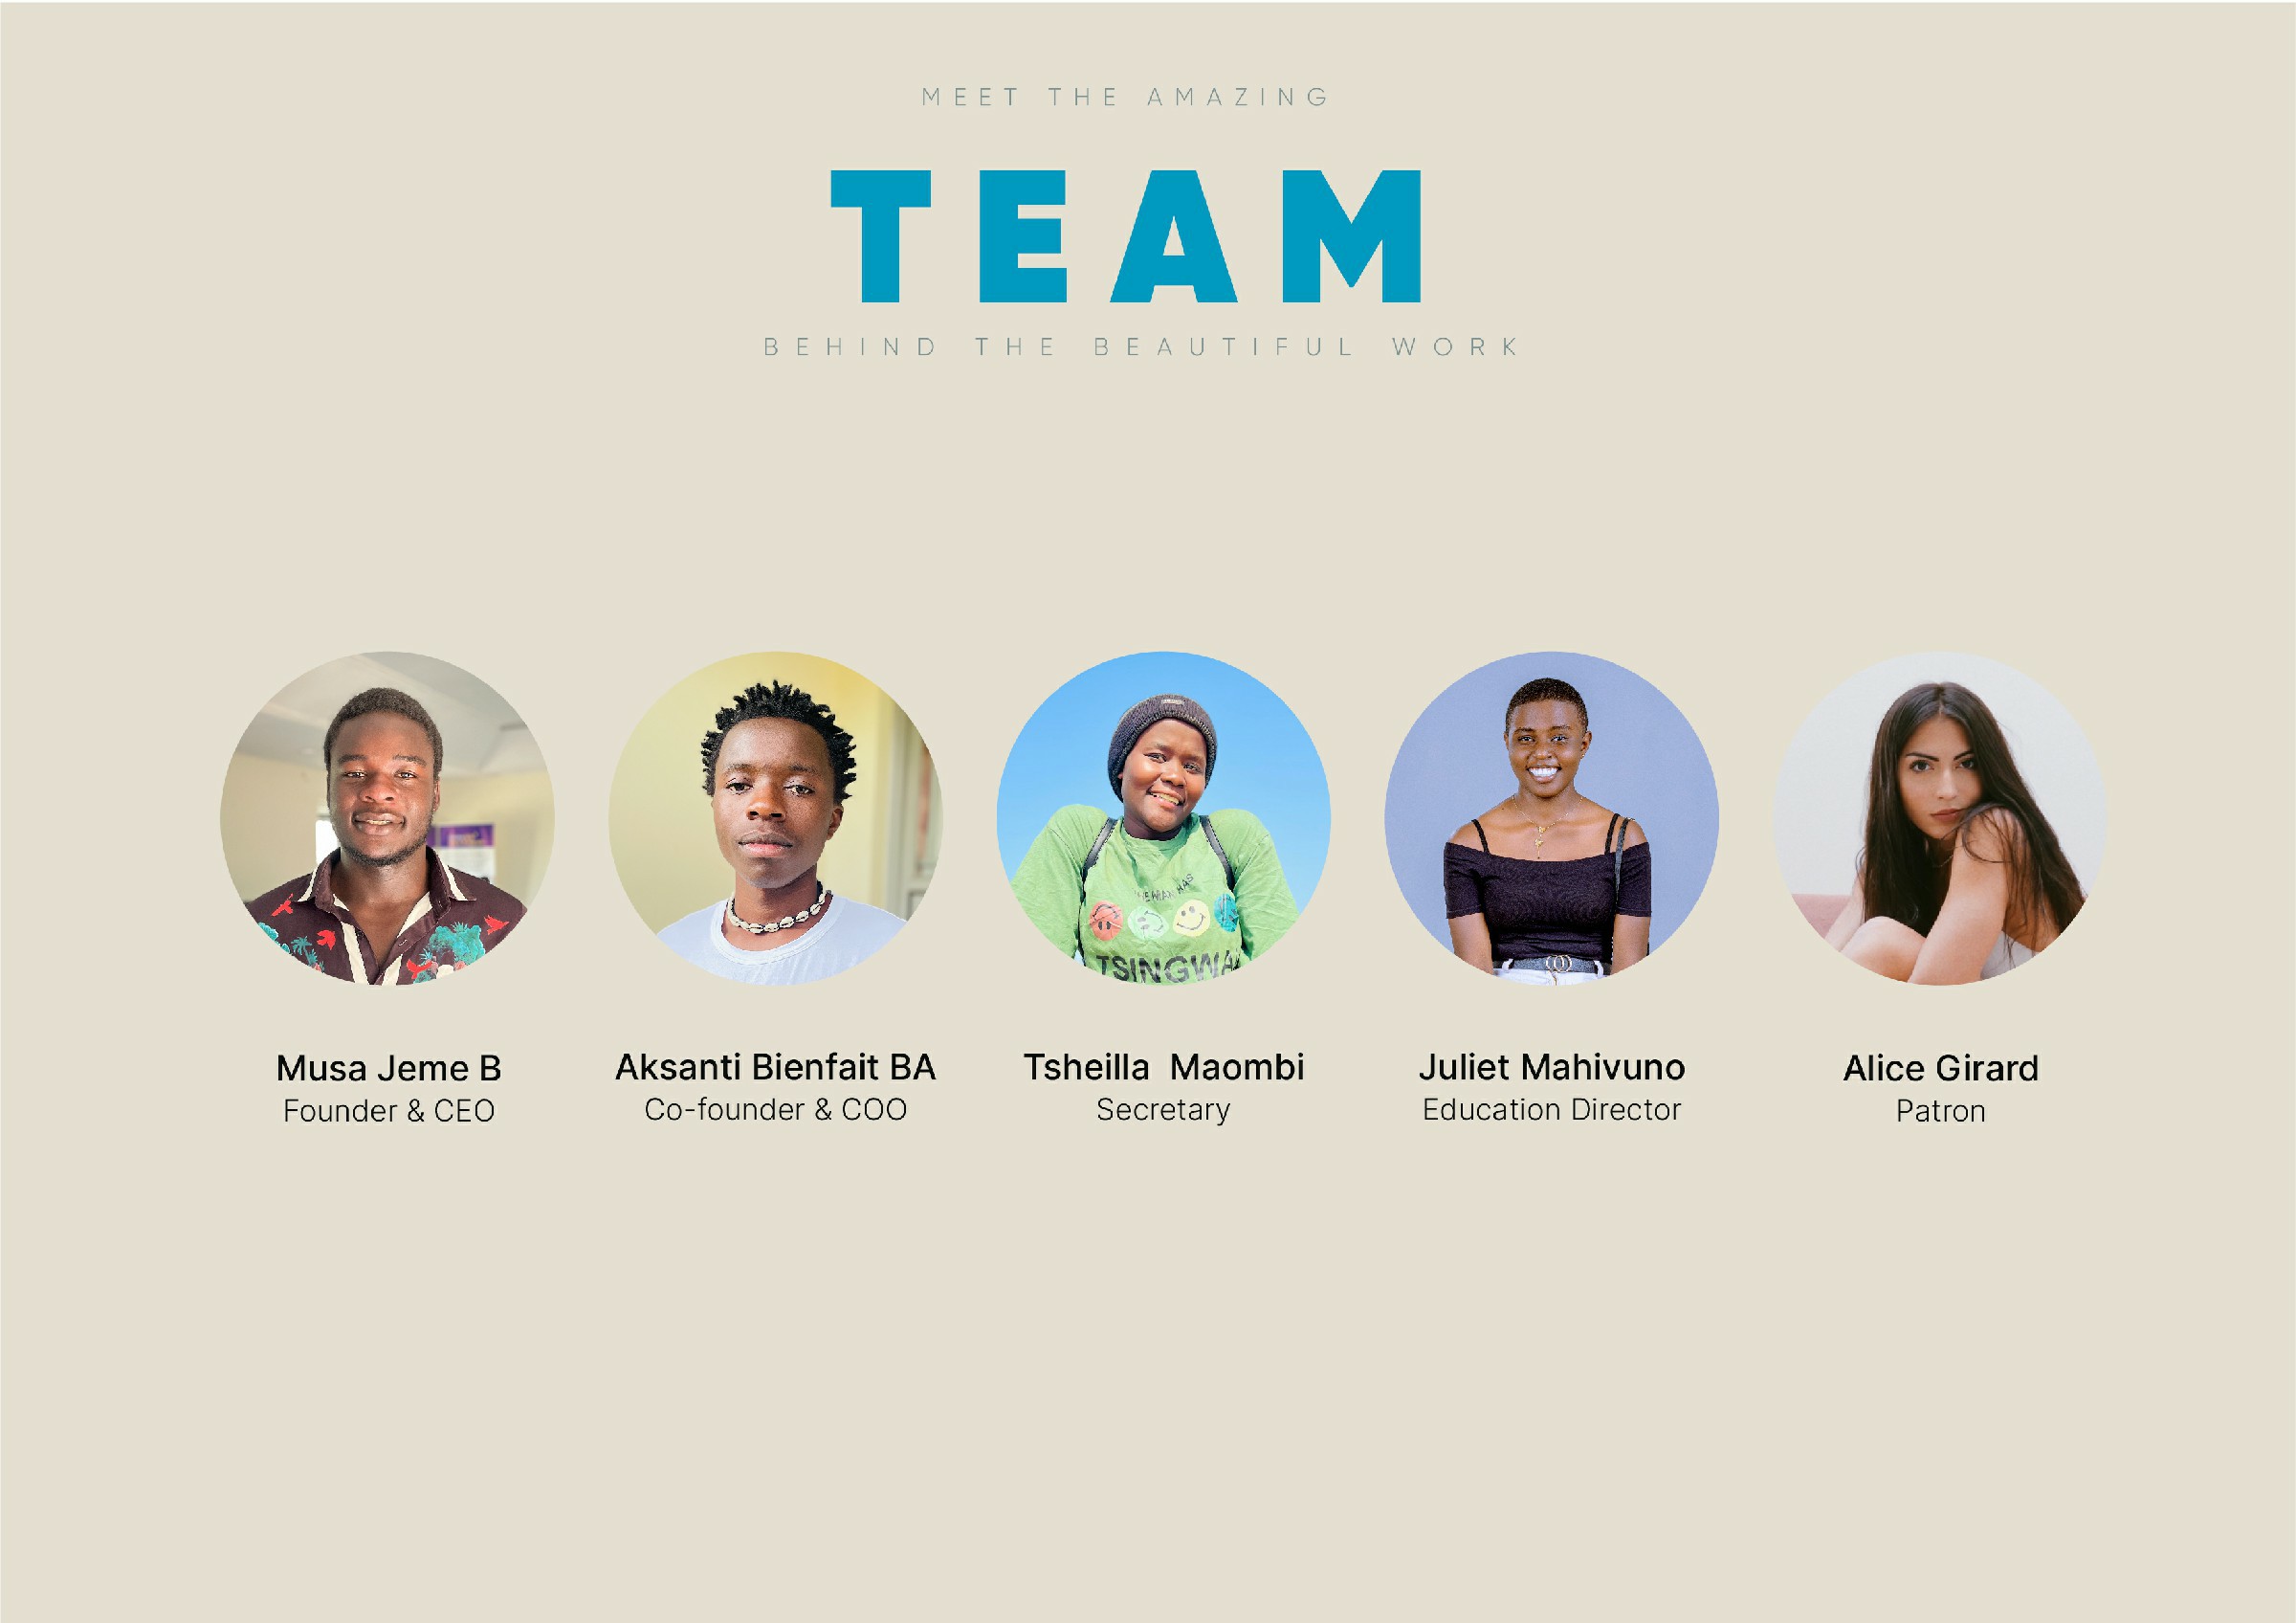 MEET THE AMAZING
TEAM
BEHIND THE BEAUTIFUL WORK
HAS
TSINGWA
Musa Jeme B
Founder & CEO
Aksanti Bienfait BA
Co-founder & COO
Tsheilla Maombi
Secretary
Juliet Mahivuno
Education Director
Alice Girard
Patron